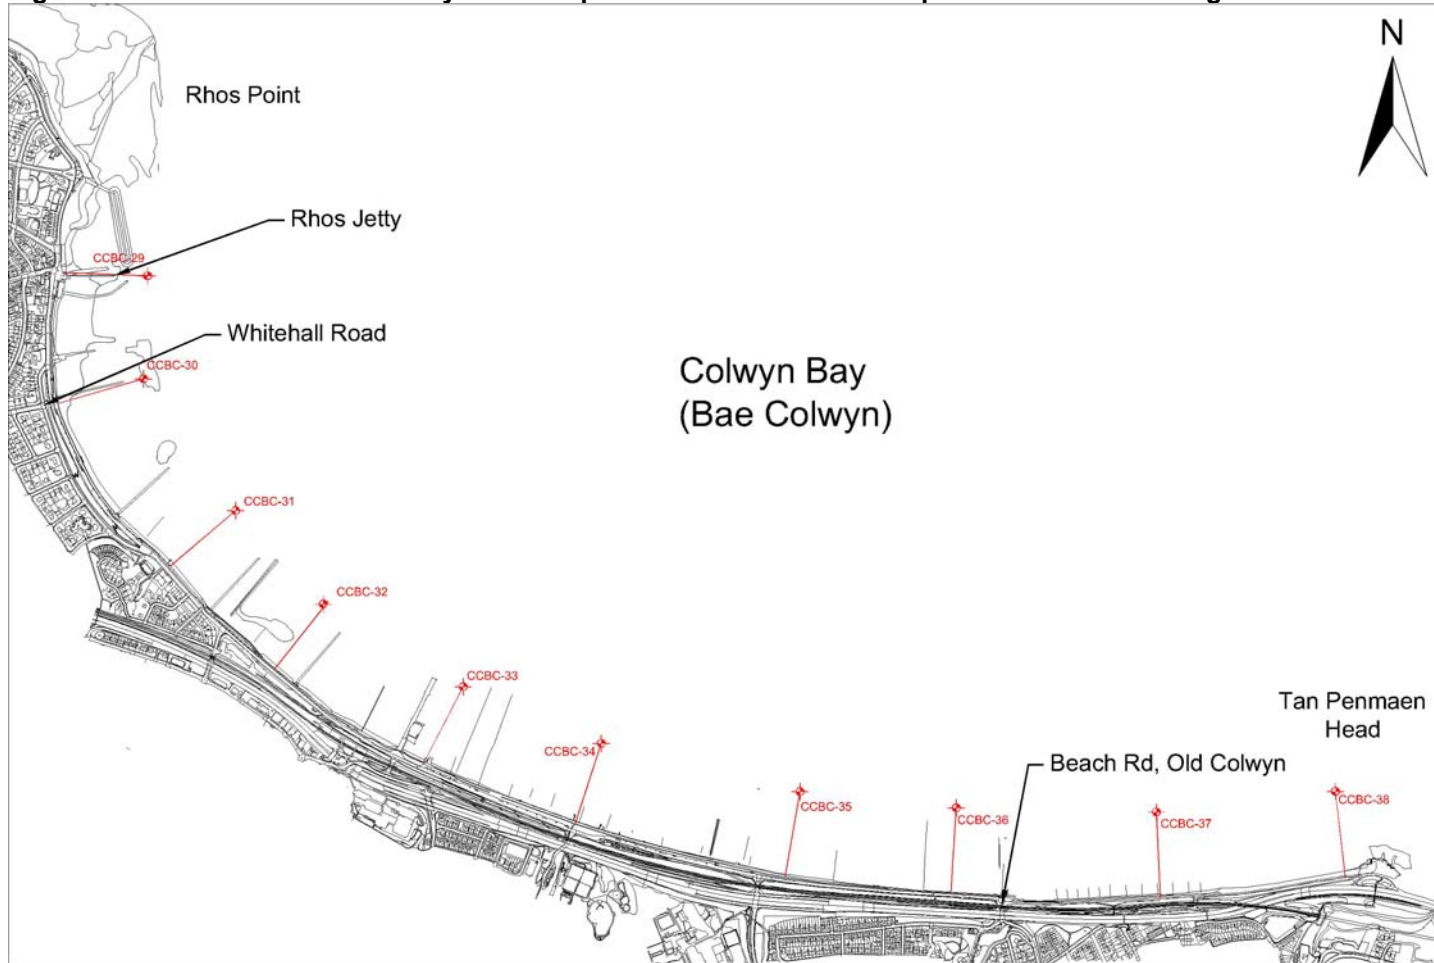 N
Rhos Point
Rhos Jetty
CCBC-29
Whitehall Road
CCBC-30
Colwyn Bay
(Bae Colwyn)
CCBC-31
CCBC-32
CCBC-33
CCBC-34
Tan Penmaen
Head
Beach Rd, Old Colwyn
CCBC-35
CCBC-36
CCBC-37
CCBC-38